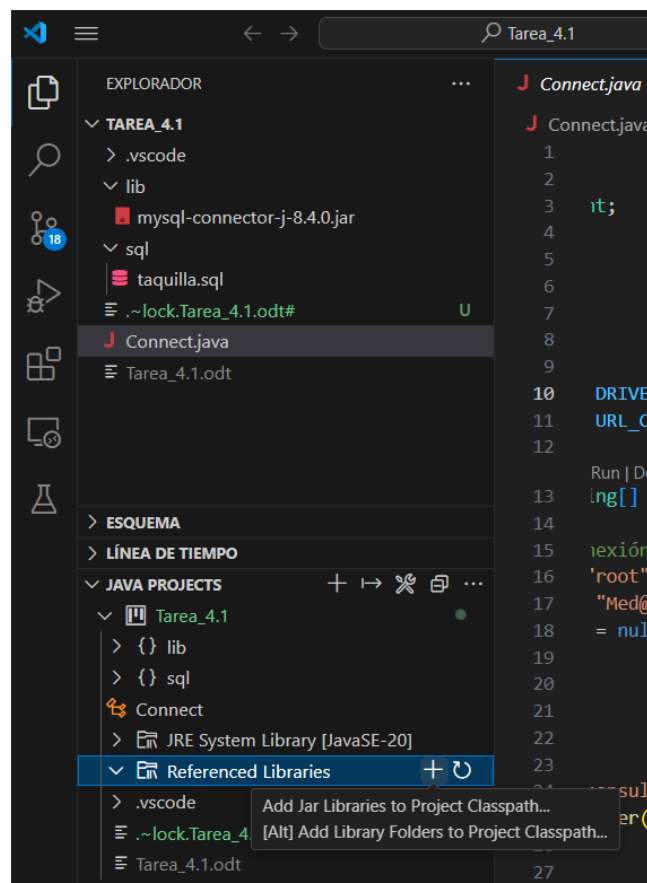 Tarea_4.1
EXPLORADOR
TAREA_4.1
.vscode
lib
mysql-connector-j-8.4.0.jar
sql
taquilla.sql
.~lock.Tarea_4.1.odt# U
Connect.java
Tarea_4.1.odt
18
ESQUEMA
LÍNEA DE TIEMPO
JAVA PROJECTS
Tarea_4.1
{} lib
{} sql
Connect
JRE System Library [JavaSE-20]
Referenced Libraries
.vscode
.~lock.Tarea_4
Tarea_4.1.odt
Add Jar Libraries to Project Classpath...
[Alt] Add Library Folders to Project Classpath...
J Connect.java
J Connect.java
1
2
3 nt;
4
5
6
7
8
9
10 DRIVE
11 URL_C
12
Run | De
13 ing[]
14
15 nexión
16 'root"
17 "Med@
18 = nul
19
20
21
22
23
24 onsul
er(
27